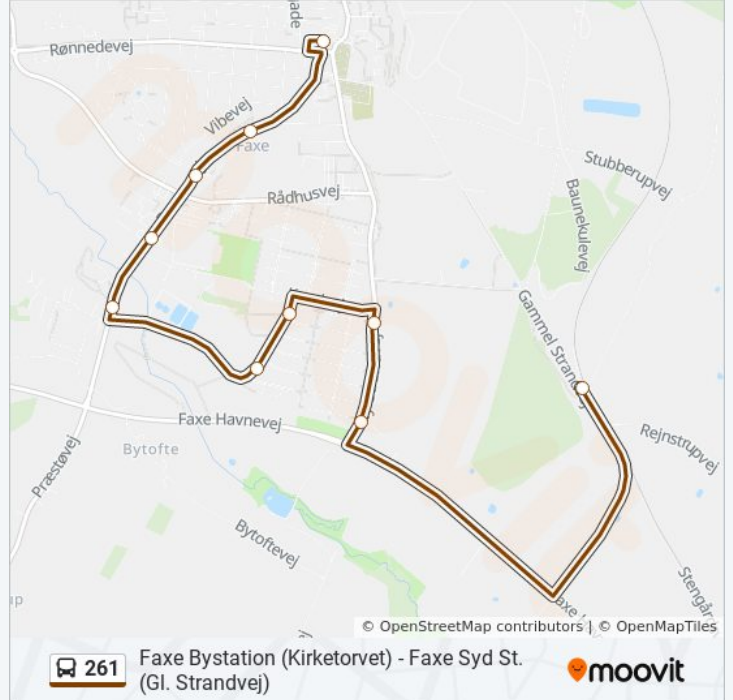 Rønnedevej
Vibevej
Faxe
Rådhusvej
Stubberupvej
Baunekulevej
Gammel Strandvej
Faxe Havnevej
Bytofte
Præstøvej
Bytoftevej
Rejnstrupvej
© OpenStreetMap contributors | © OpenMapTiles
261
Faxe Bystation (Kirketorvet) - Faxe Syd St.
(Gl. Strandvej)
moovit